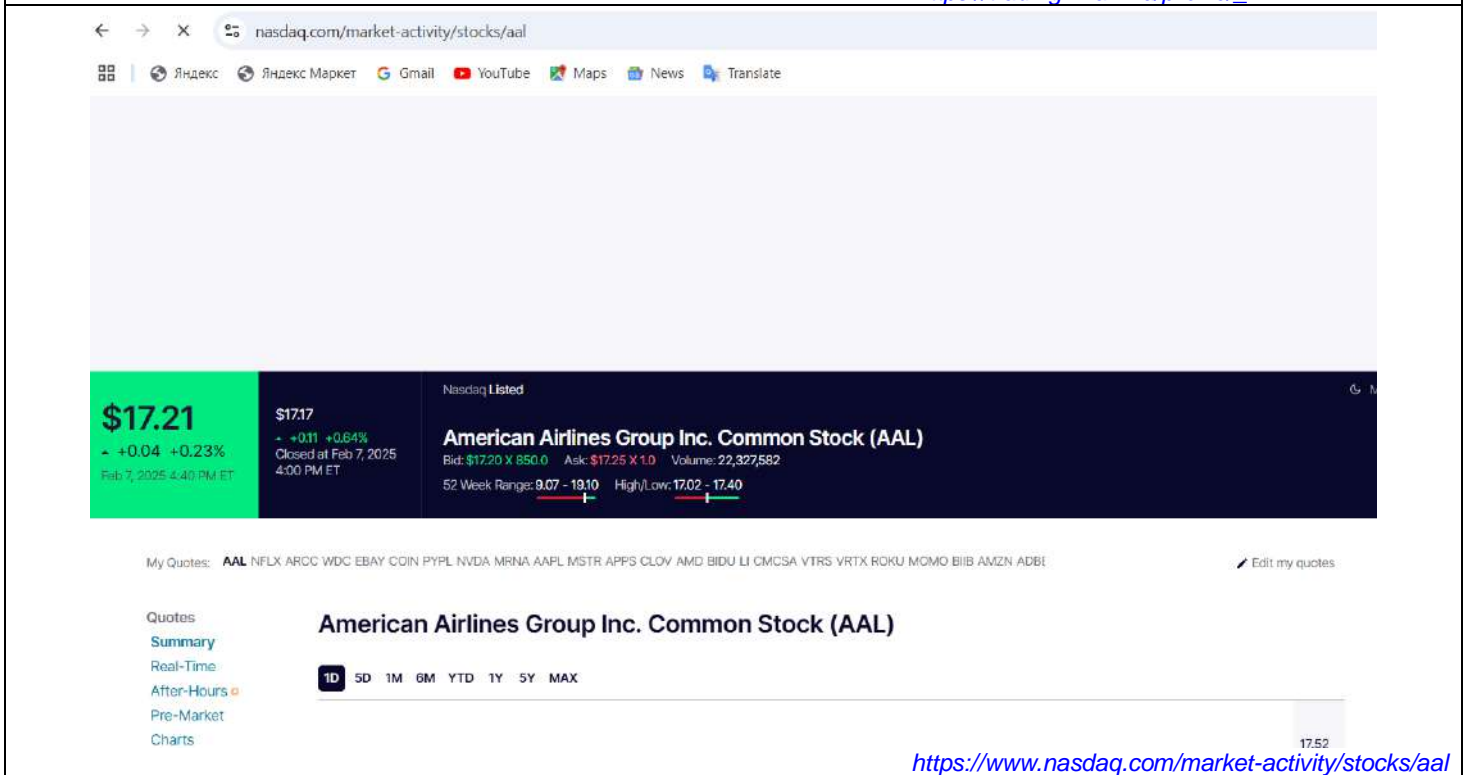 nasdaq.com/market-activity/stocks/aal
Яндекс Яндекс Маркет Gmail YouTube Maps News Translate
Nasdaq Listed
$17.21
+0.04 +0.23%
Feb 7, 2025 4:40 PM ET
$17.17
+0.11 +0.64%
Closed at Feb 7, 2025
4:00 PM ET
American Airlines Group Inc. Common Stock (AAL)
Bid: $17.20 X 850.0 Ask: $17.25 X 1.0 Volume: 22,327,582
52 Week Range: 9.07 - 19.10 High/Low: 17.02 - 17.40
My Quotes: AAL NFLX ARCC WDC EBAY COIN PYPL NVDA MRNA AAPL MSTR APPS CLOV AMD BIDU LI CMCSA VTRS VRTX ROKU MOMO BIIB AMZN ADBE
Edit my quotes
Quotes
Summary
Real-Time
After-Hours
Pre-Market
Charts
American Airlines Group Inc. Common Stock (AAL)
1D 5D 1M 6M YTD 1Y 5Y MAX
17.52
https://www.nasdaq.com/market-activity/stocks/aal